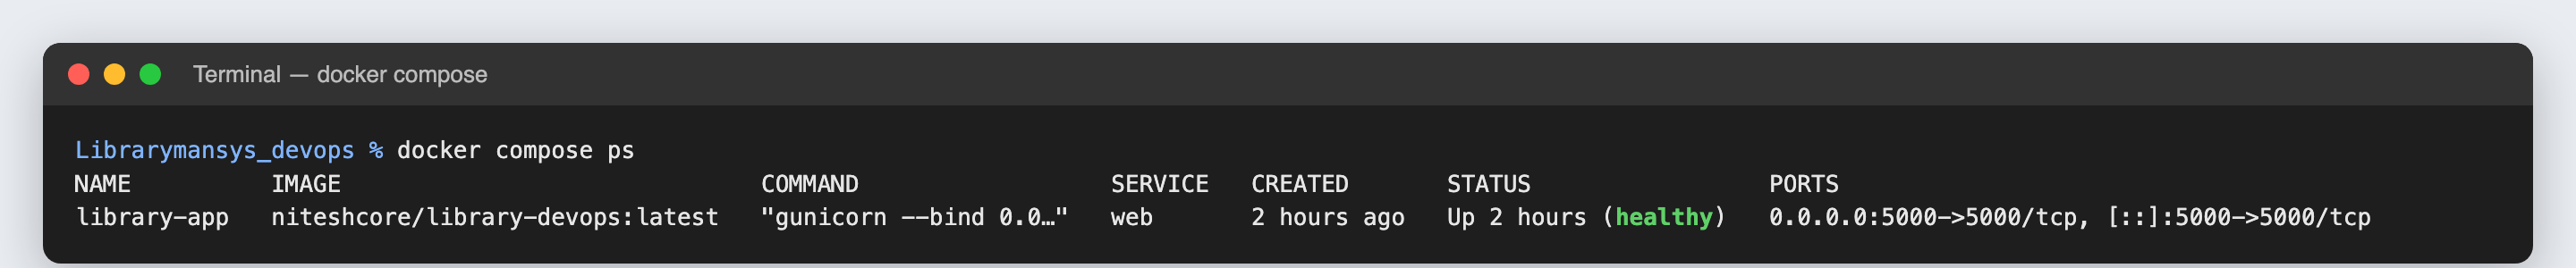 Terminal — docker compose
Librarymansys_devops % docker compose ps
NAME          IMAGE                              COMMAND                  SERVICE   CREATED       STATUS                 PORTS
library-app   niteshcore/library-devops:latest   "gunicorn --bind 0.0…"   web       2 hours ago   Up 2 hours (healthy)   0.0.0.0:5000->5000/tcp, [::]:5000->5000/tcp